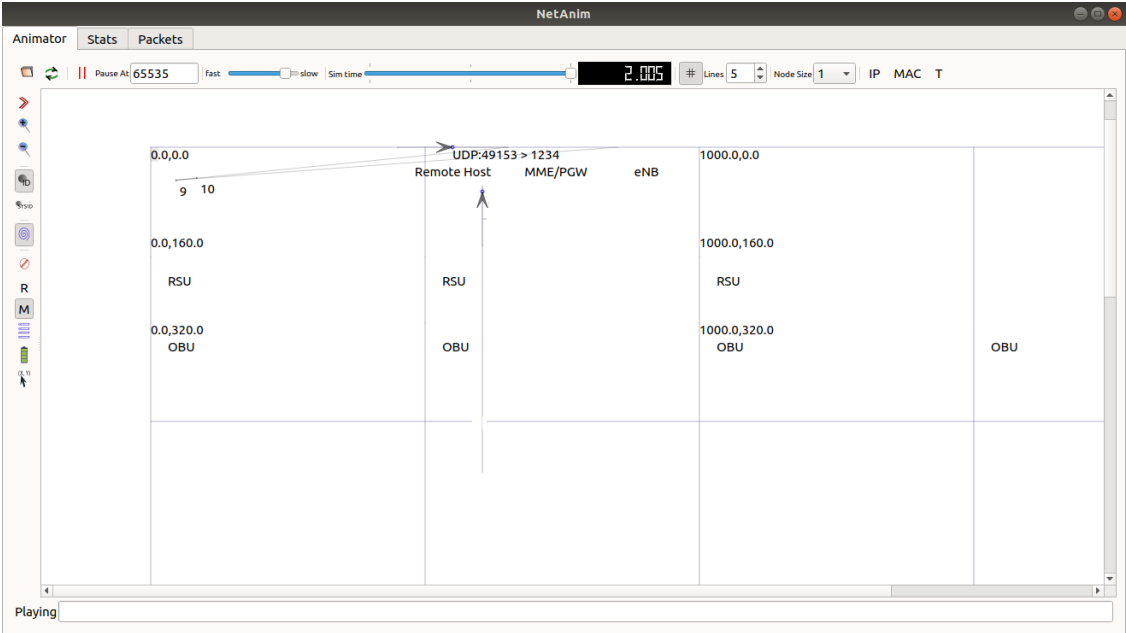 NetAnim
Animator Stats Packets
Pause At 65535 fast slow Sim time 2.005 # Lines 5 Node Size 1 IP MAC T
ID
SYSID
R
M
(X, Y)
0.0,0.0 UDP:49153 > 1234 1000.0,0.0
Remote Host MME/PGW eNB
9 10
0.0,160.0 1000.0,160.0
RSU RSU RSU
0.0,320.0 1000.0,320.0
OBU OBU OBU OBU
Playing